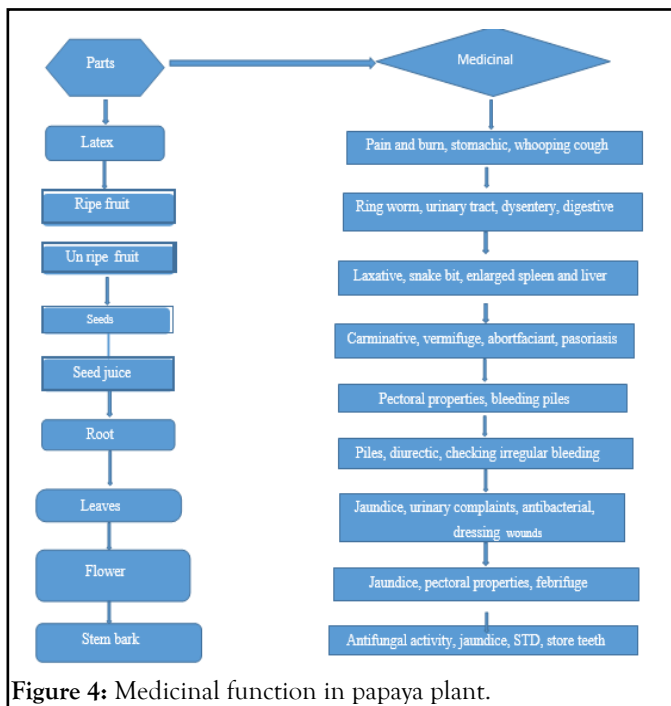 Parts
Medicinal
Latex
Pain and burn, stomachic, whooping cough
Ripe fruit
Ring worm, urinary tract, dysentery, digestive
Un ripe fruit
Laxative, snake bit, enlarged spleen and liver
Seeds
Carminative, vermifuge, abortfaciant, pasoriasis
Seed juice
Pectoral properties, bleeding piles
Root
Piles, diurectic, checking irregular bleeding
Leaves
Jaundice, urinary complaints, antibacterial,
dressing wounds
Flower
Jaundice, pectoral properties, febrifuge
Stem bark
Antifungal activity, jaundice, STD, store teeth
Figure 4: Medicinal function in papaya plant.